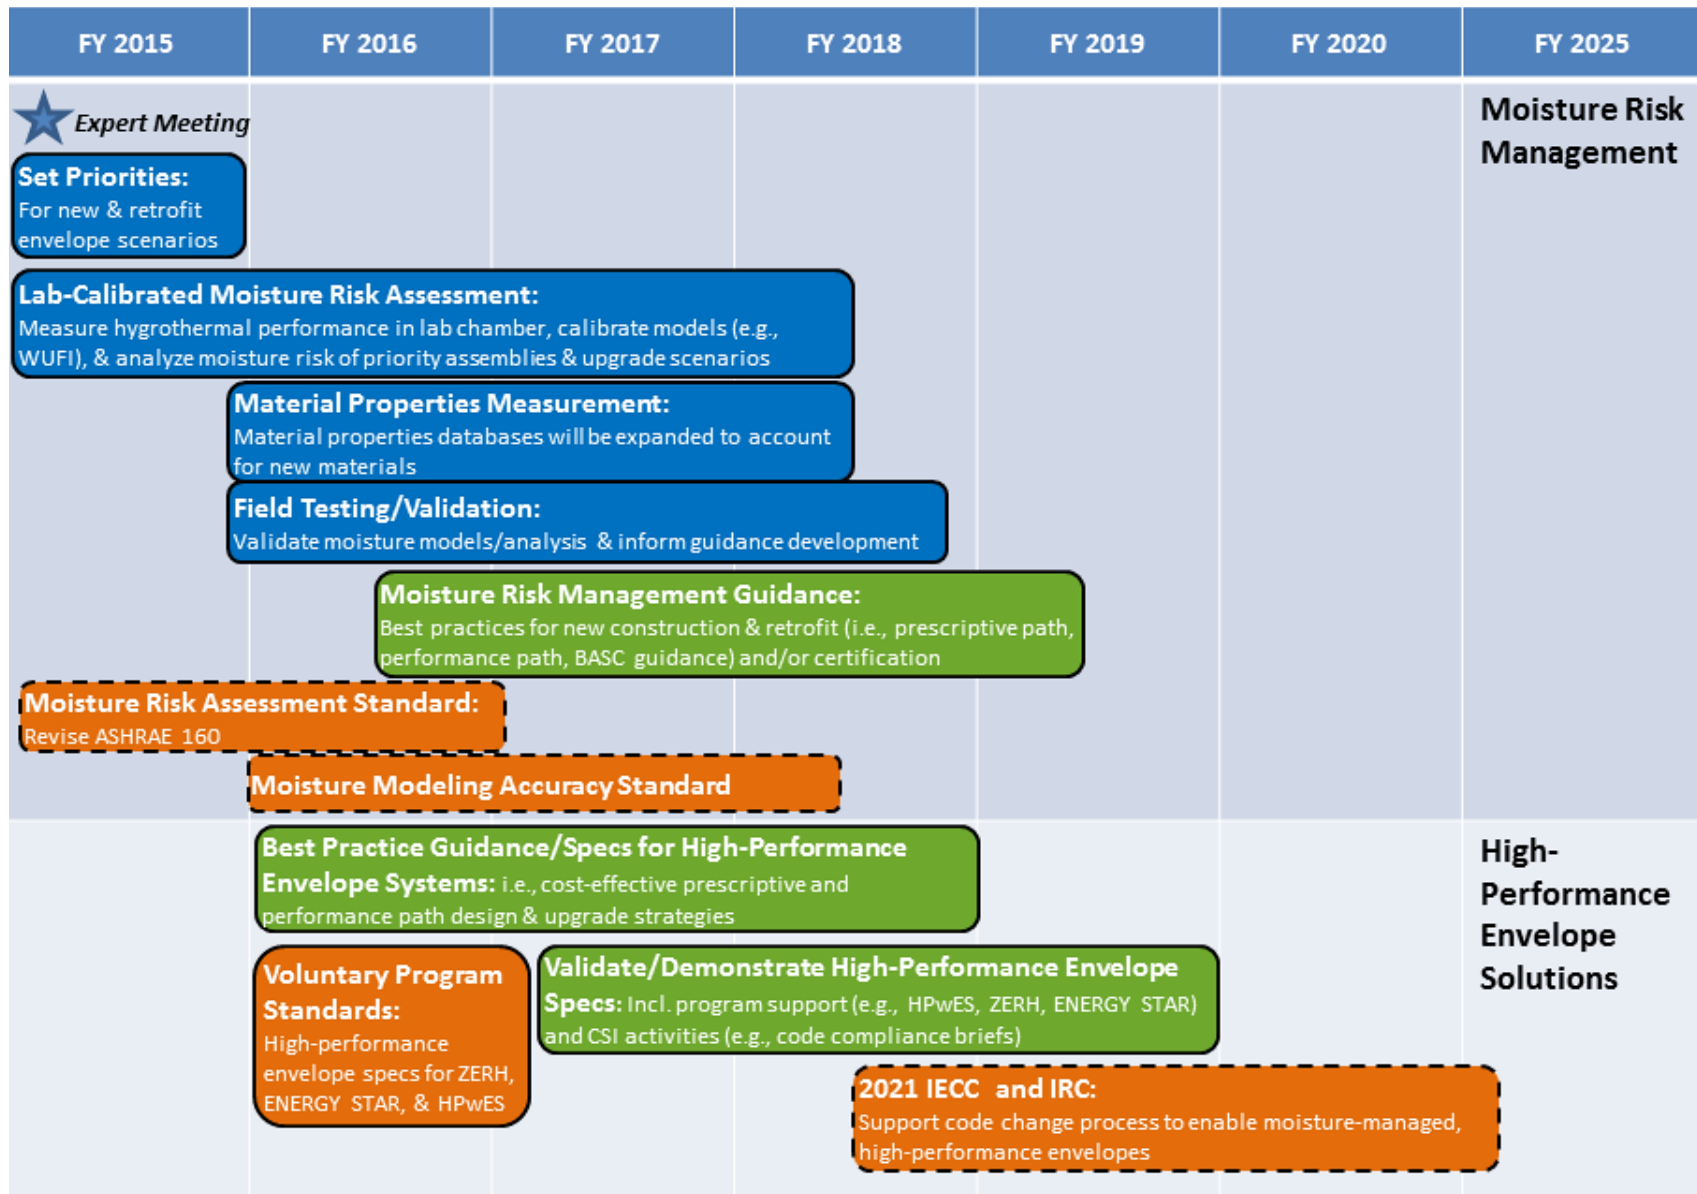 FY 2015 FY 2016 FY 2017 FY 2018 FY 2019 FY 2020 FY 2025
Expert Meeting
Moisture Risk
Management
Set Priorities:
For new & retrofit
envelope scenarios
Lab-Calibrated Moisture Risk Assessment:
Measure hygrothermal performance in lab chamber, calibrate models (e.g.,
WUFI), & analyze moisture risk of priority assemblies & upgrade scenarios
Material Properties Measurement:
Material properties databases will be expanded to account
for new materials
Field Testing/Validation:
Validate moisture models/analysis & inform guidance development
Moisture Risk Management Guidance:
Best practices for new construction & retrofit (i.e., prescriptive path,
performance path, BASC guidance) and/or certification
Moisture Risk Assessment Standard:
Revise ASHRAE 160
Moisture Modeling Accuracy Standard
Best Practice Guidance/Specs for High-Performance
Envelope Systems: i.e., cost-effective prescriptive and
performance path design & upgrade strategies
High-
Performance
Envelope
Solutions
Voluntary Program
Standards:
High-performance
envelope specs for ZERH,
ENERGY STAR, & HPwES
Validate/Demonstrate High-Performance Envelope
Specs: Incl. program support (e.g., HPwES, ZERH, ENERGY STAR)
and CSI activities (e.g., code compliance briefs)
2021 IECC and IRC:
Support code change process to enable moisture-managed,
high-performance envelopes